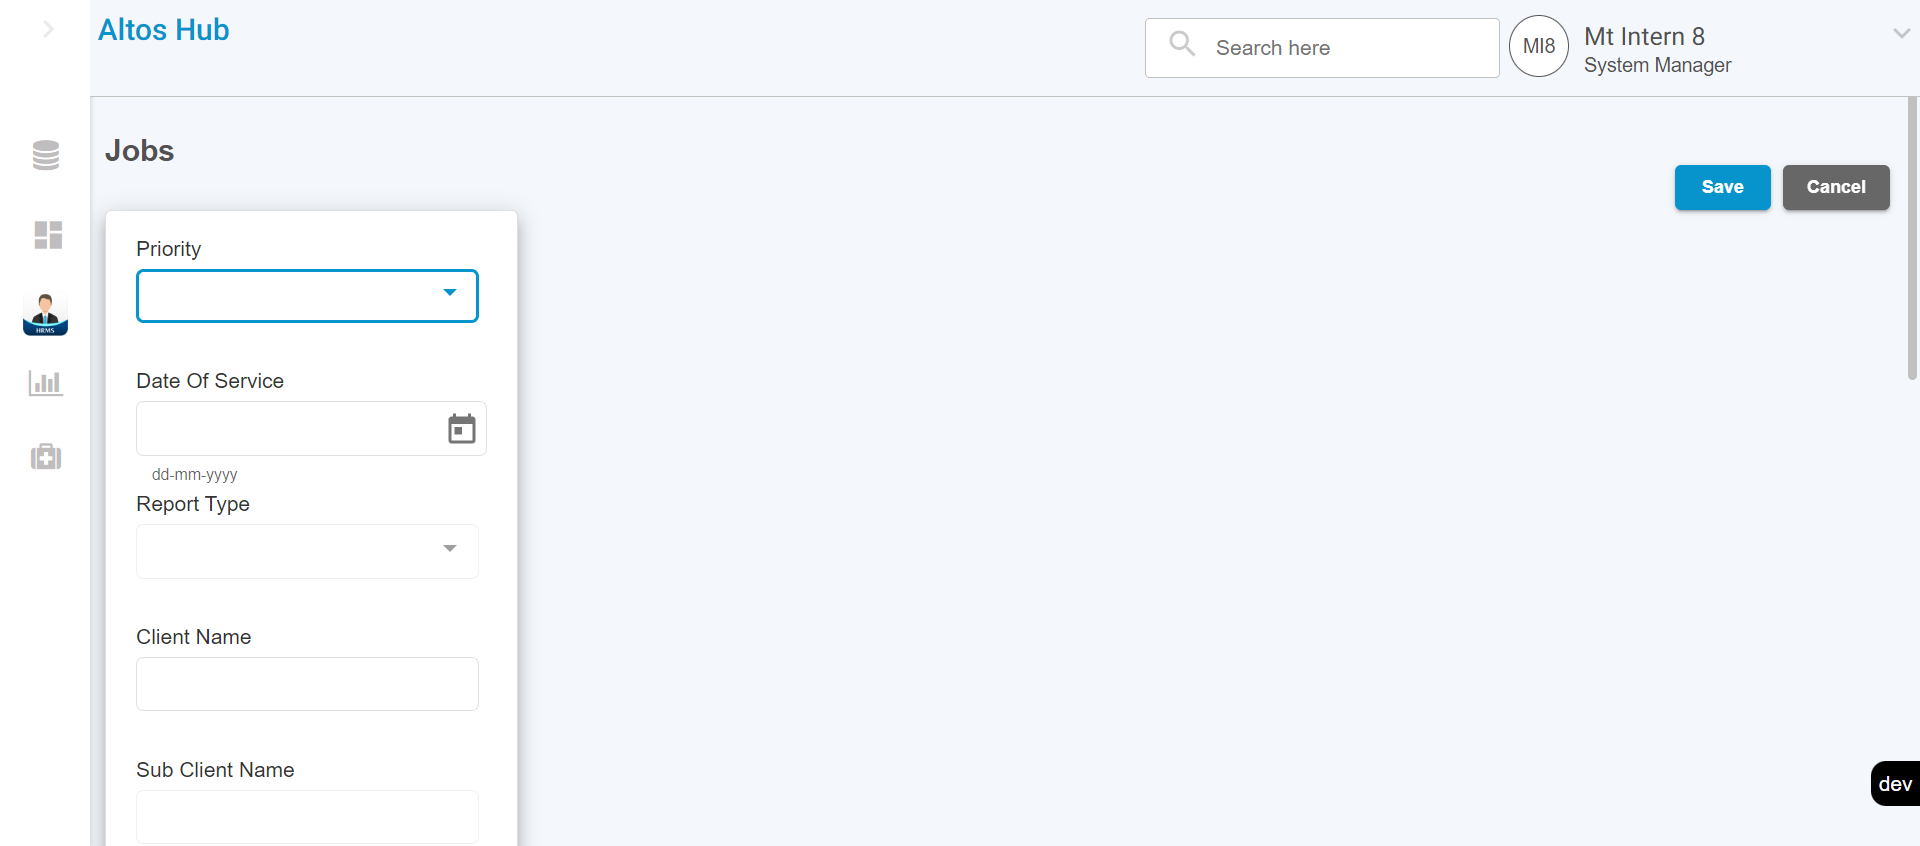 Altos Hub
Search here
MI8
Mt Intern 8
System Manager
Jobs
Save
Cancel
Priority
HRMS
Date Of Service
dd-mm-yyyy
Report Type
Client Name
Sub Client Name
dev